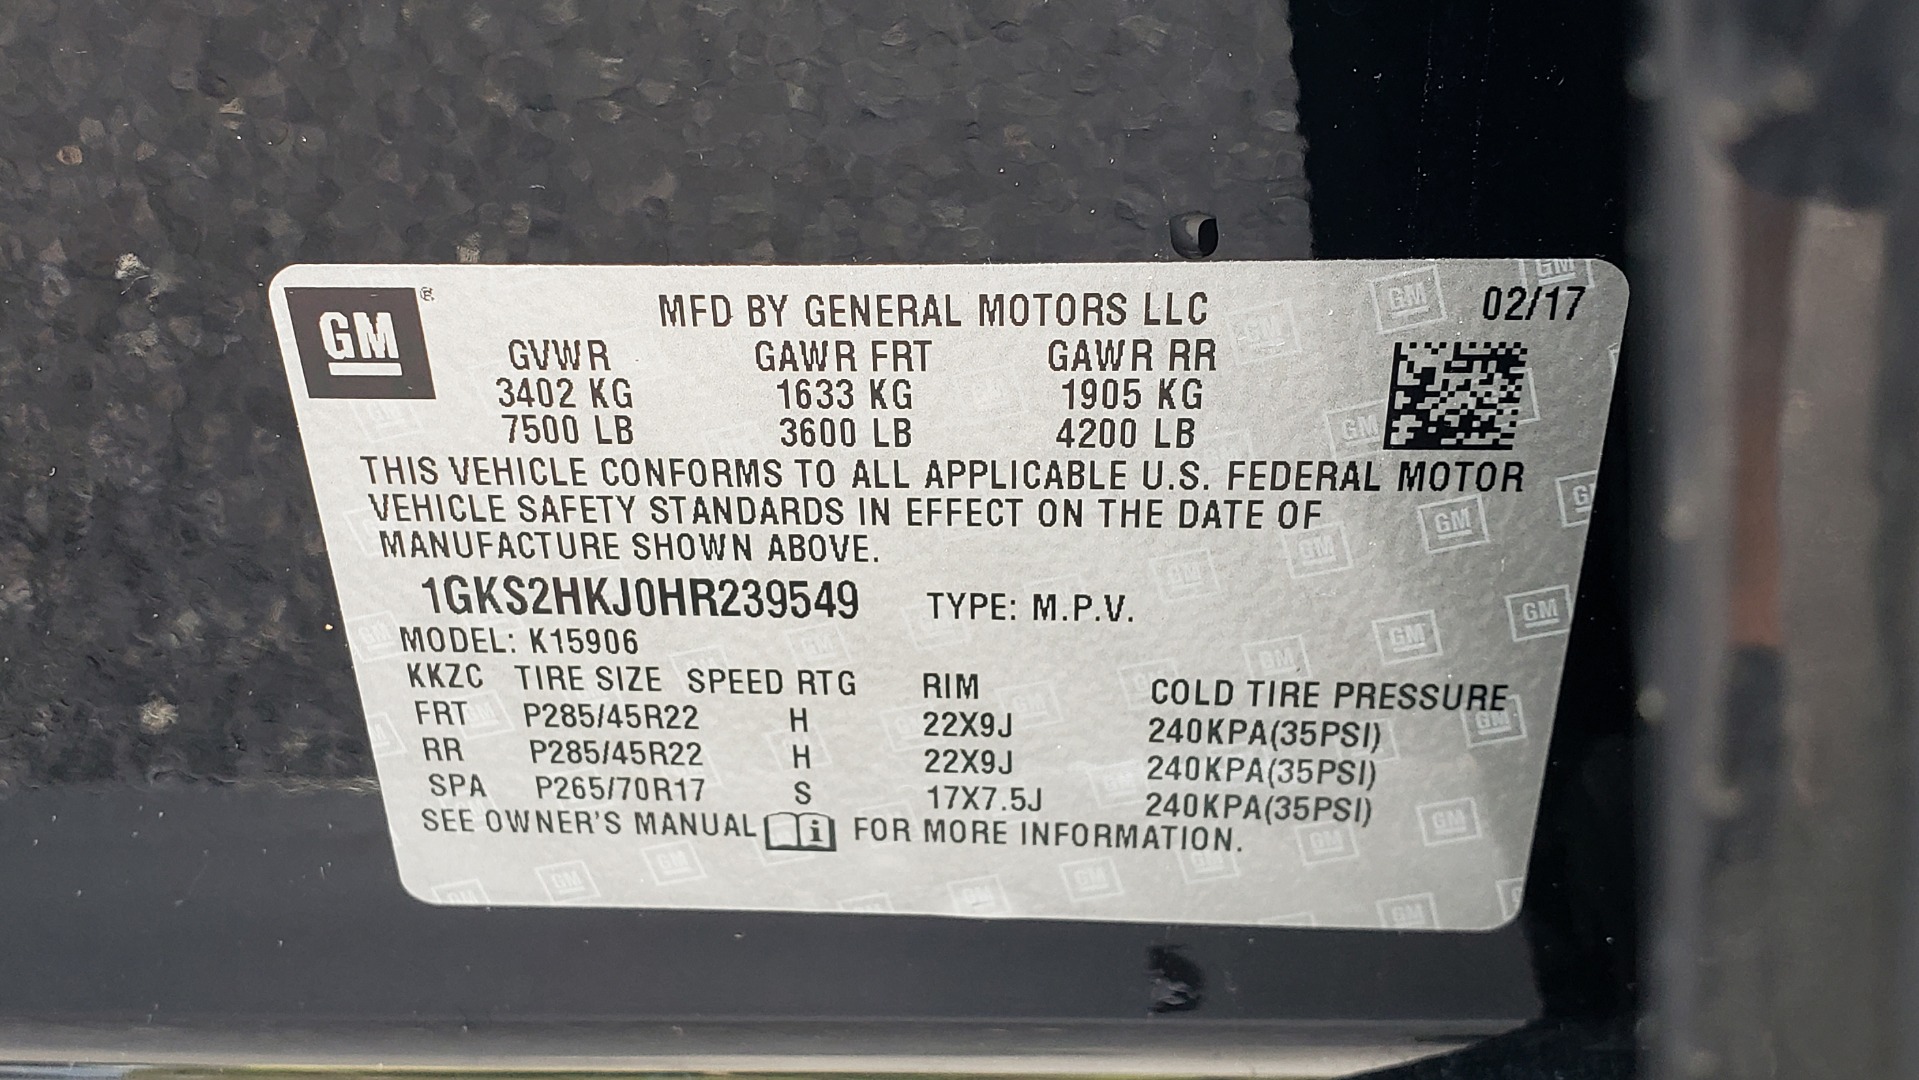 GM ® MFD BY GENERAL MOTORS LLC 02/17
GVWR GAWR FRT GAWR RR
3402 KG 1633 KG 1905 KG
7500 LB 3600 LB 4200 LB
THIS VEHICLE CONFORMS TO ALL APPLICABLE U.S. FEDERAL MOTOR
VEHICLE SAFETY STANDARDS IN EFFECT ON THE DATE OF
MANUFACTURE SHOWN ABOVE.
1GKS2HKJ0HR239549 TYPE: M.P.V.
MODEL: K15906
KKZC TIRE SIZE SPEED RTG RIM COLD TIRE PRESSURE
FRT P285/45R22 H 22X9J 240KPA(35PSI)
RR P285/45R22 H 22X9J 240KPA(35PSI)
SPA P265/70R17 S 17X7.5J 240KPA(35PSI)
SEE OWNER'S MANUAL i FOR MORE INFORMATION.